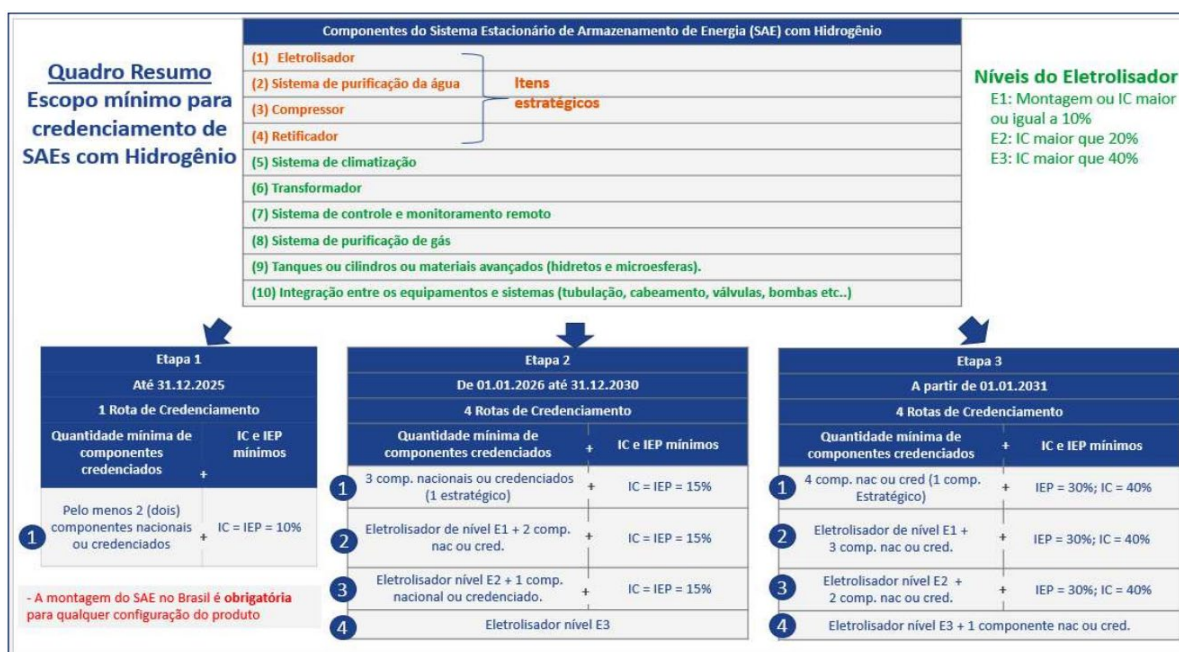 Quadro Resumo
Escopo mínimo para
credenciamento de
SAEs com Hidrogênio
Componentes do Sistema Estacionário de Armazenamento de Energia (SAE) com Hidrogênio
(1) Eletrolisador
(2) Sistema de purificação da água
(3) Compressor
(4) Retificador
Itens
estratégicos
(5) Sistema de climatização
(6) Transformador
(7) Sistema de controle e monitoramento remoto
(8) Sistema de purificação de gás
(9) Tanques ou cilindros ou materiais avançados (hidretos e microesferas).
(10) Integração entre os equipamentos e sistemas (tubulação, cabeamento, válvulas, bombas etc..)
Níveis do Eletrolisador
E1: Montagem ou IC maior
ou igual a 10%
E2: IC maior que 20%
E3: IC maior que 40%
Etapa 1
Até 31.12.2025
1 Rota de Credenciamento
Quantidade mínima de
componentes
credenciados
+
IC e IEP
mínimos
1
Pelo menos 2 (dois)
componentes nacionais
ou credenciados
+
IC = IEP = 10%
- A montagem do SAE no Brasil é obrigatória
para qualquer configuração do produto
Etapa 2
De 01.01.2026 até 31.12.2030
4 Rotas de Credenciamento
Quantidade mínima de
componentes credenciados
+
IC e IEP mínimos
1
3 comp. nacionais ou credenciados
(1 estratégico)
+
IC = IEP = 15%
2
Eletrolisador de nível E1 + 2 comp.
nac ou cred.
+
IC = IEP = 15%
3
Eletrolisador nível E2 + 1 comp.
nacional ou credenciado.
+
IC = IEP = 15%
4
Eletrolisador nível E3
Etapa 3
A partir de 01.01.2031
4 Rotas de Credenciamento
Quantidade mínima de
componentes credenciados
+
IC e IEP mínimos
1
4 comp. nac ou cred (1 comp.
Estratégico)
+
IEP = 30%; IC = 40%
2
Eletrolisador de nível E1 +
3 comp. nac ou cred.
+
IEP = 30%; IC = 40%
3
Eletrolisador nível E2 +
2 comp. nac ou cred.
+
IEP = 30%; IC = 40%
4
Eletrolisador nível E3 + 1 componente nac ou cred.